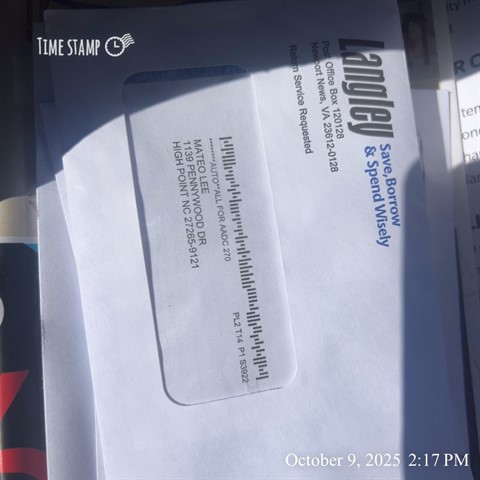 TIME STAMP
Langley
Save, Borrow
& Spend Wisely
Post Office Box 120128
Newport News, VA 23612-0128
Return Service Requested
********AUTO**ALL FOR AADC 270
MATEO LEE
1139 PENNYWOOD DR
HIGH POINT NC 27265-9121
PL2 T14 P1 S3922
October 9, 2025 2:17 PM